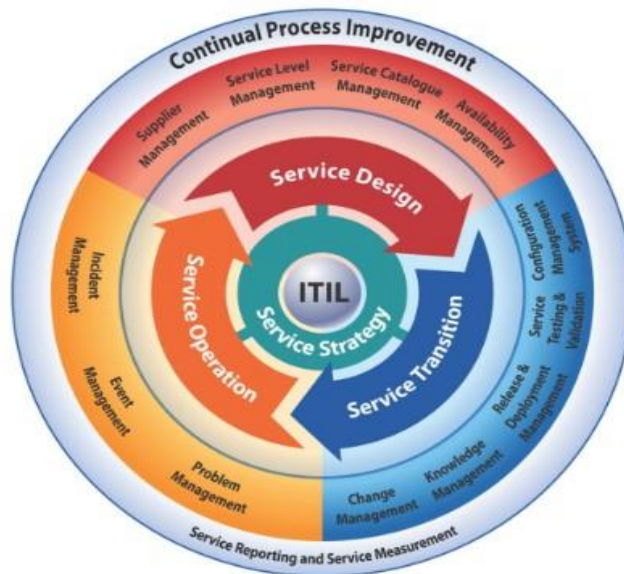 Continual Process Improvement
Supplier
Management
Service Level
Management
Service Catalogue
Management
Availability
Management
Configuration
Management
System
Service
Testing &
Validation
Release &
Deployment
Management
Knowledge
Management
Change
Management
Problem
Management
Event
Management
Incident
Management
Service Design
Service Transition
Service Operation
Service Strategy
ITIL
Service Reporting and Service Measurement